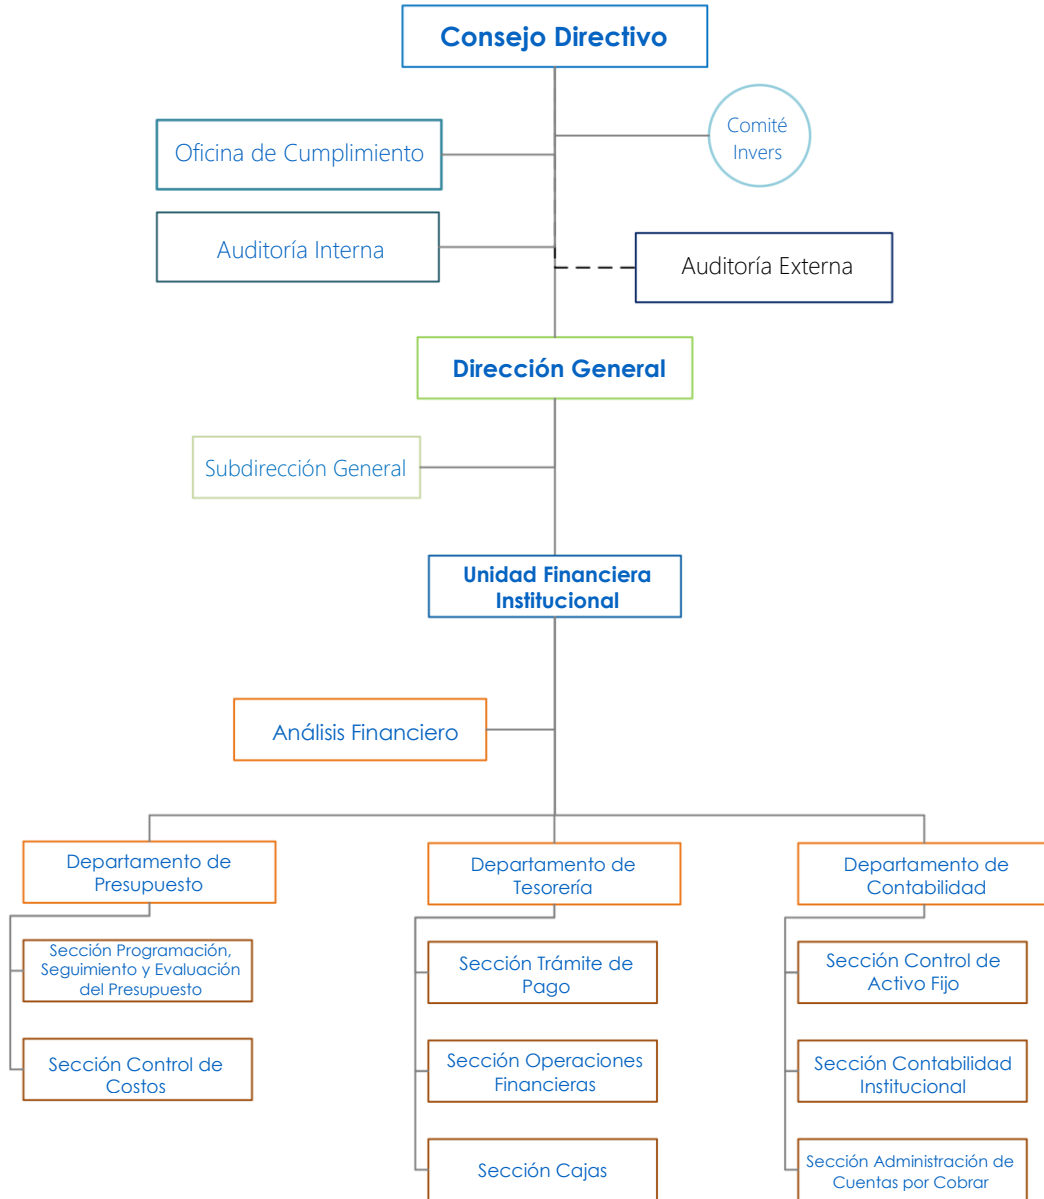 Consejo Directivo
Comité
Invers
Oficina de Cumplimiento
Auditoría Interna
Auditoría Externa
Dirección General
Subdirección General
Unidad Financiera
Institucional
Análisis Financiero
Departamento de
Presupuesto
Departamento de
Tesorería
Departamento de
Contabilidad
Sección Programación,
Seguimiento y Evaluación
del Presupuesto
Sección Trámite de
Pago
Sección Control de
Activo Fijo
Sección Control de
Costos
Sección Operaciones
Financieras
Sección Contabilidad
Institucional
Sección Cajas
Sección Administración de
Cuentas por Cobrar